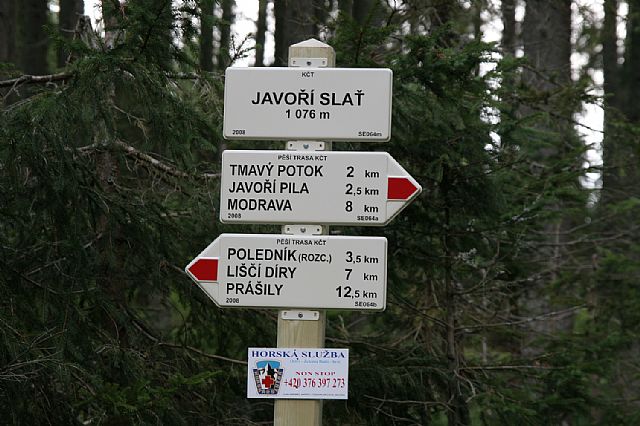 KČT
JAVOŘÍ SLAŤ
1 076 m
2008 SE064m
PĚŠÍ TRASA KČT
TMAVÝ POTOK 2 km
JAVOŘÍ PILA 2,5 km
MODRAVA 8 km
2008 SE064a
PĚŠÍ TRASA KČT
POLEDNÍK (ROZC.) 3,5 km
LIŠČÍ DÍRY 7 km
PRÁŠILY 12,5 km
2008 SE064b
HORSKÁ SLUŽBA
NON STOP
+420 376 397 273